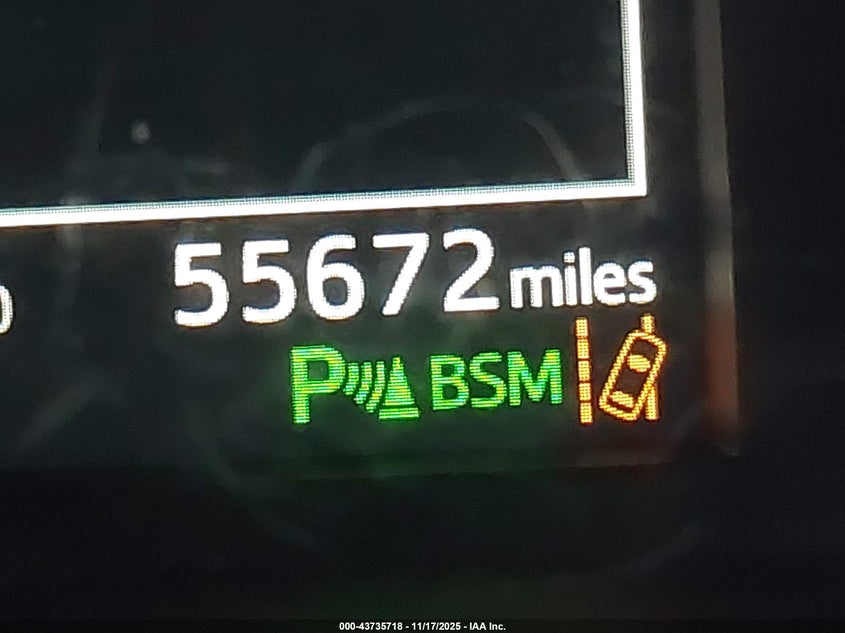 55672 miles
P BSM
000-43735718 - 11/17/2025 - IAA Inc.